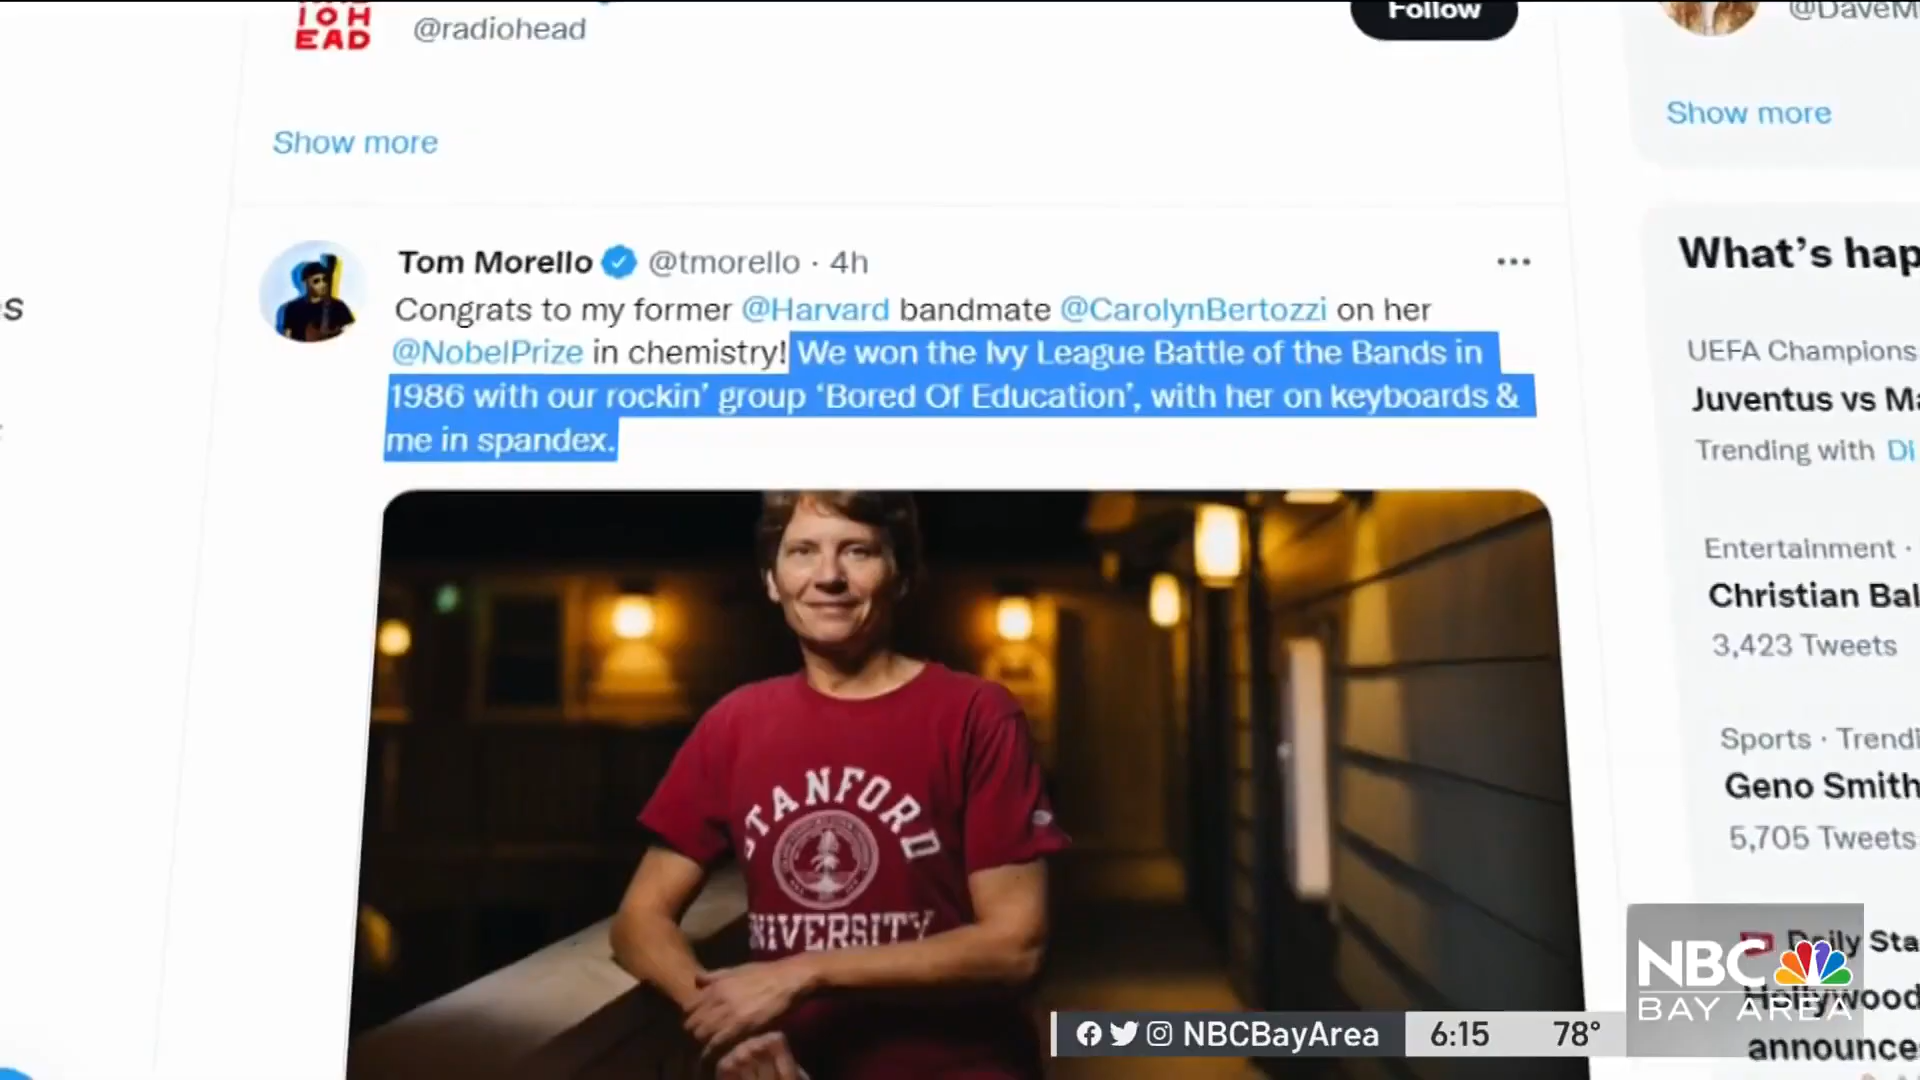 IOH
EAD
@radiohead
Follow
Show more
Tom Morello @tmorello · 4h
Congrats to my former @Harvard bandmate @CarolynBertozzi on her
@NobelPrize in chemistry! We won the Ivy League Battle of the Bands in
1986 with our rockin' group 'Bored Of Education', with her on keyboards &
me in spandex.
STANFORD
UNIVERSITY
@DaveM
Show more
What's hap
UEFA Champions
Juventus vs Ma
Trending with Di
Entertainment ·
Christian Bal
3,423 Tweets
Sports · Trendi
Geno Smith
5,705 Tweets
Daily Sta
Hollywood
announce
NBC
BAY AREA
NBCBayArea 6:15 78°